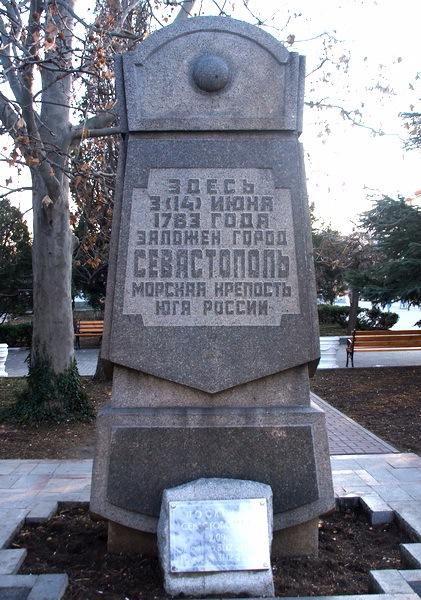 ЗДЕСЬ
3(14) ИЮНЯ
1783 ГОДА
ЗАЛОЖЕН ГОРОД
СЕВАСТОПОЛЬ
МОРСКАЯ КРЕПОСТЬ
ЮГА РОССИИ